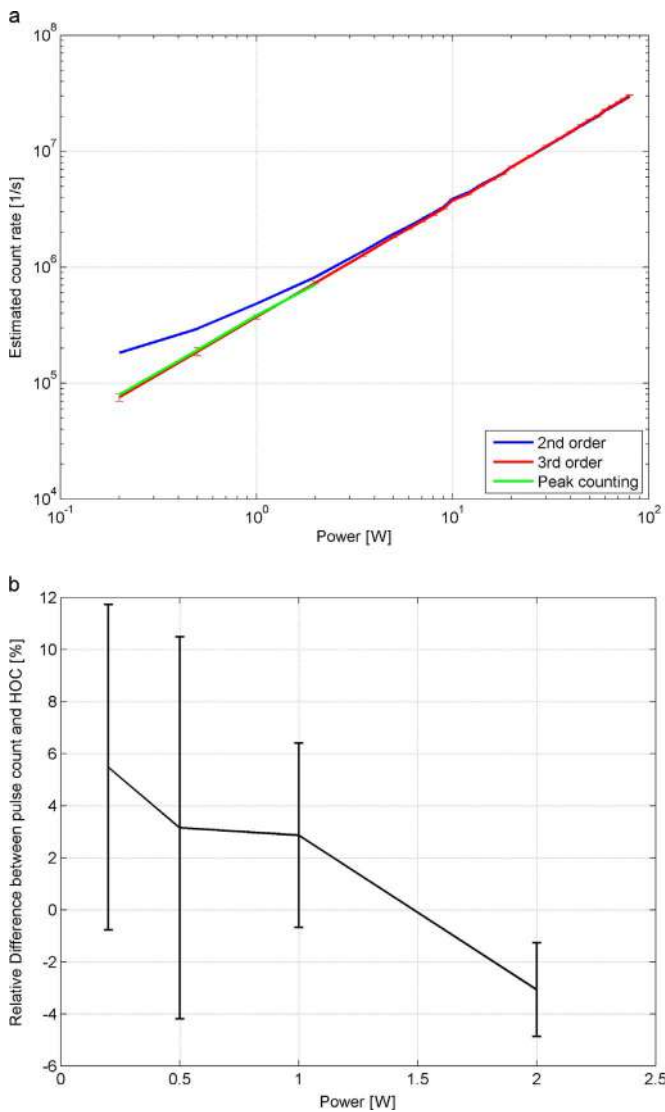 a
10^8
10^7
10^6
10^5
10^4
Estimated count rate [1/s]
2nd order
3rd order
Peak counting
10^-1 10^0 10^1 10^2
Power [W]
b
12
10
8
6
4
2
0
-2
-4
-6
Relative Difference between pulse count and HOC [%]
0 0.5 1 1.5 2 2.5
Power [W]